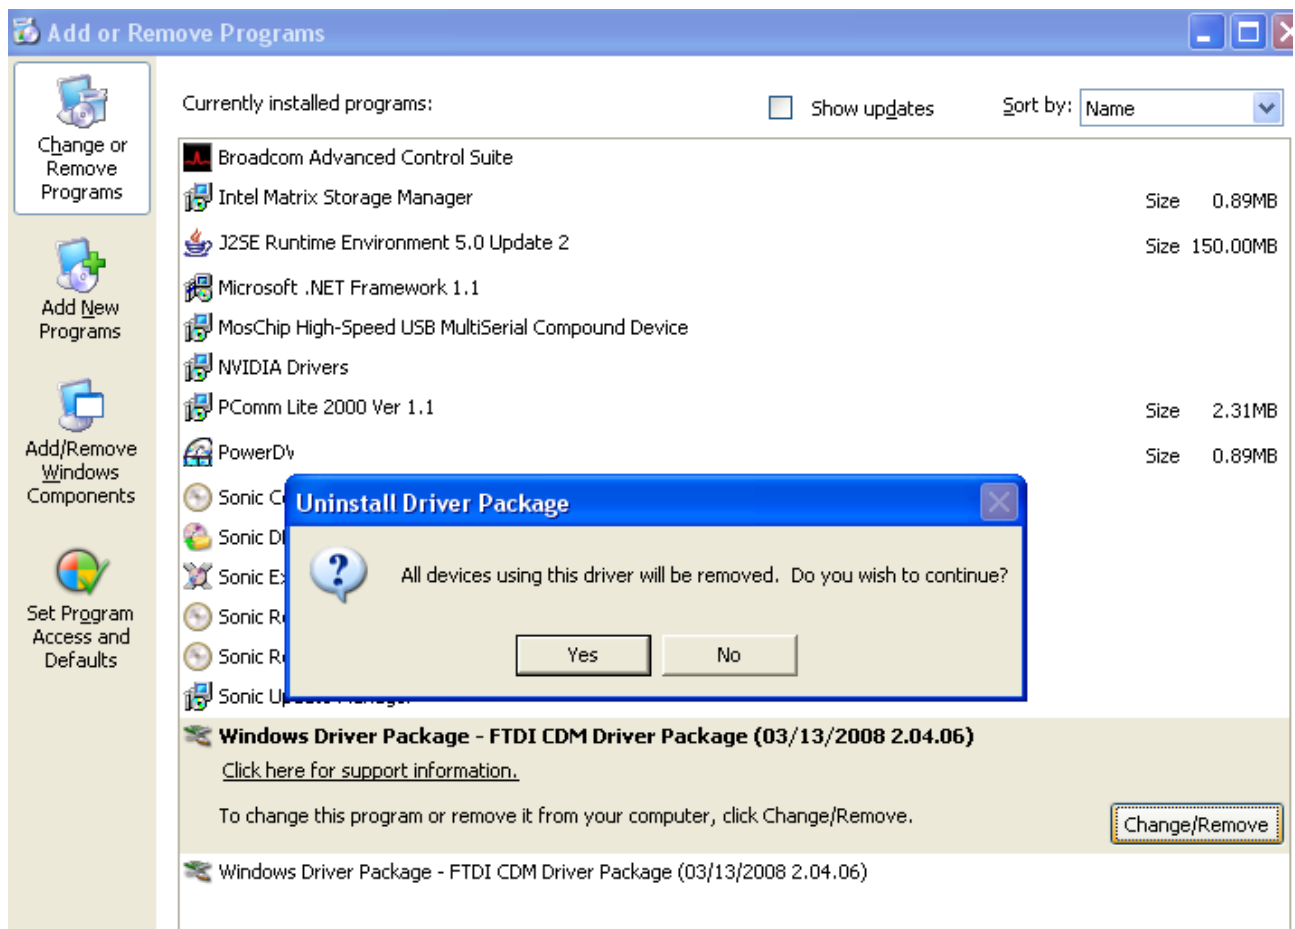 Add or Remove Programs
Change or
Remove
Programs
Add New
Programs
Add/Remove
Windows
Components
Set Program
Access and
Defaults
Currently installed programs:
Show updates
Sort by: Name
Broadcom Advanced Control Suite
Intel Matrix Storage Manager Size 0.89MB
J2SE Runtime Environment 5.0 Update 2 Size 150.00MB
Microsoft .NET Framework 1.1
MosChip High-Speed USB MultiSerial Compound Device
NVIDIA Drivers
PComm Lite 2000 Ver 1.1 Size 2.31MB
Size 0.89MB
Sonic
Sonic
Sonic
Sonic
Sonic
Sonic
Uninstall Driver Package
All devices using this driver will be removed. Do you wish to continue?
Yes No
Windows Driver Package - FTDI CDM Driver Package (03/13/2008 2.04.06)
Click here for support information.
To change this program or remove it from your computer, click Change/Remove.
Change/Remove
Windows Driver Package - FTDI CDM Driver Package (03/13/2008 2.04.06)